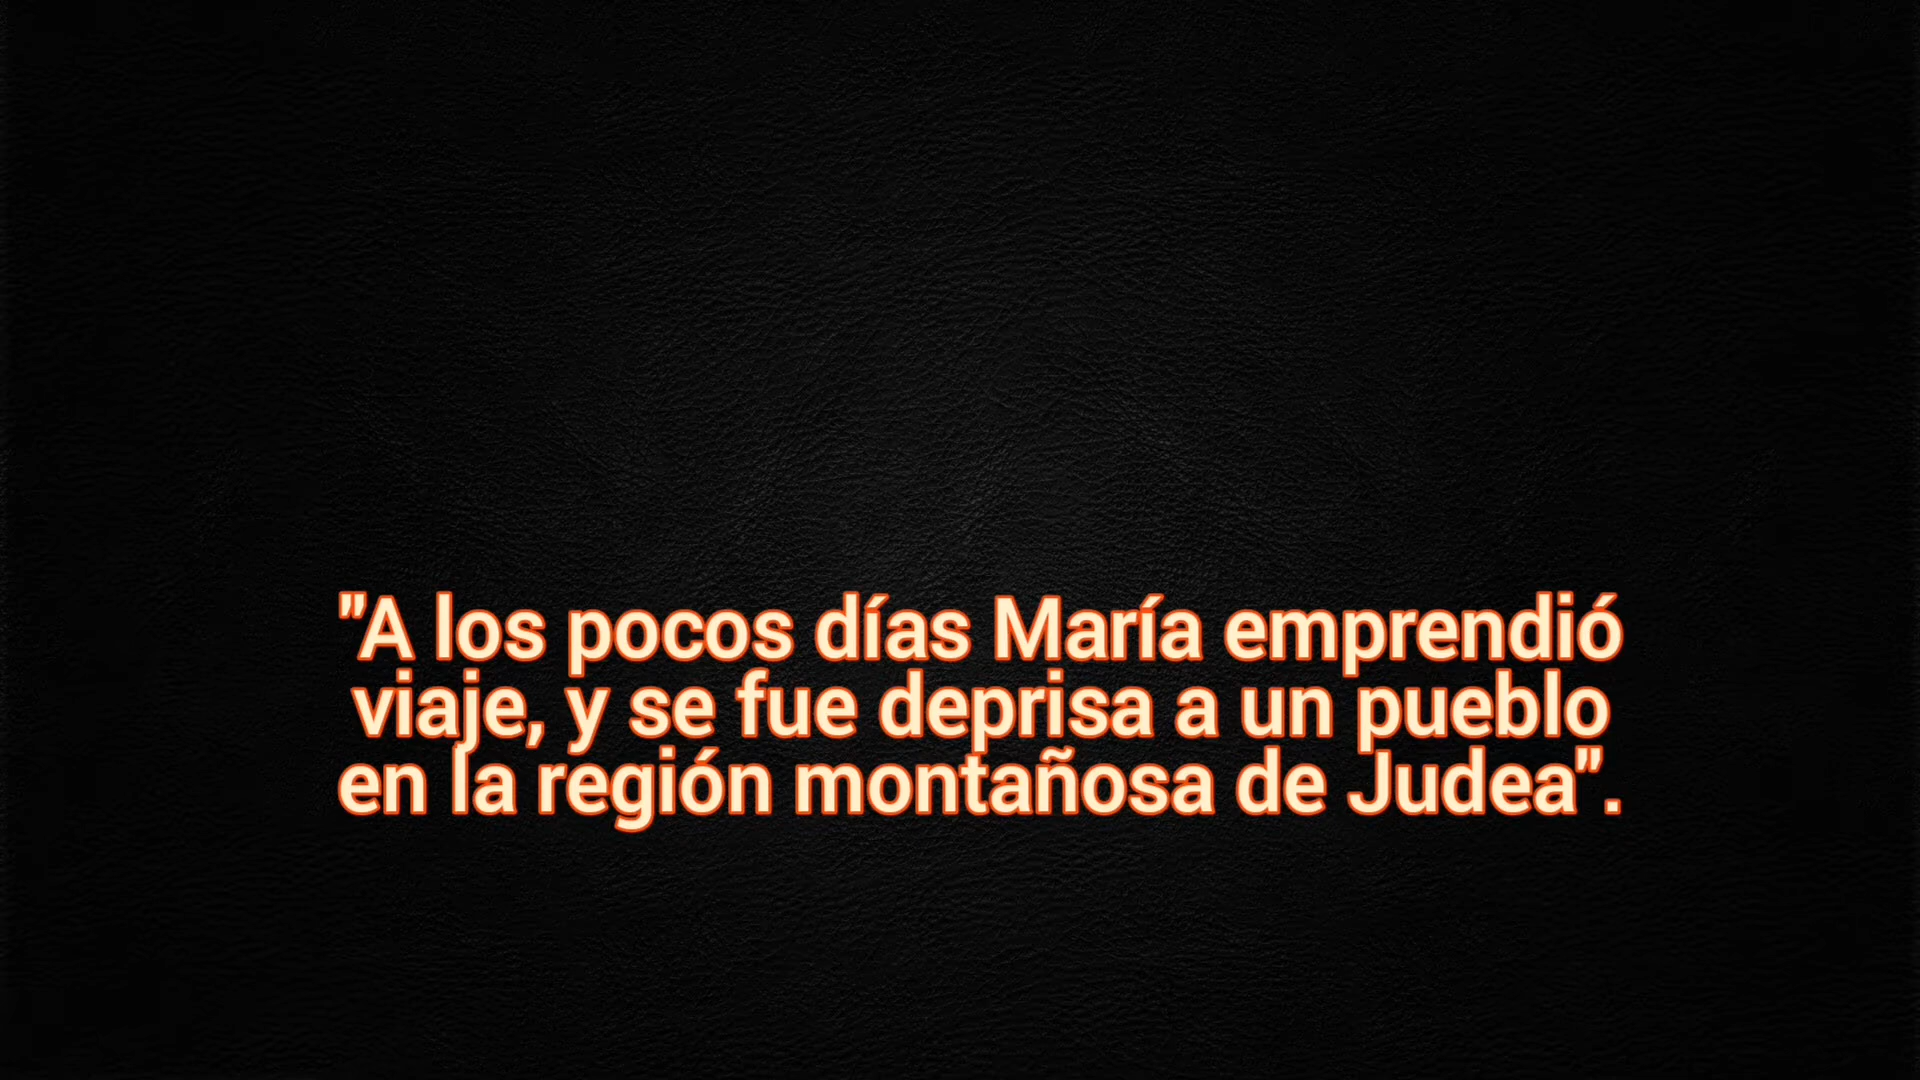 "A los pocos días María emprendió
viaje, y se fue deprisa a un pueblo
en la región montañosa de Judea".